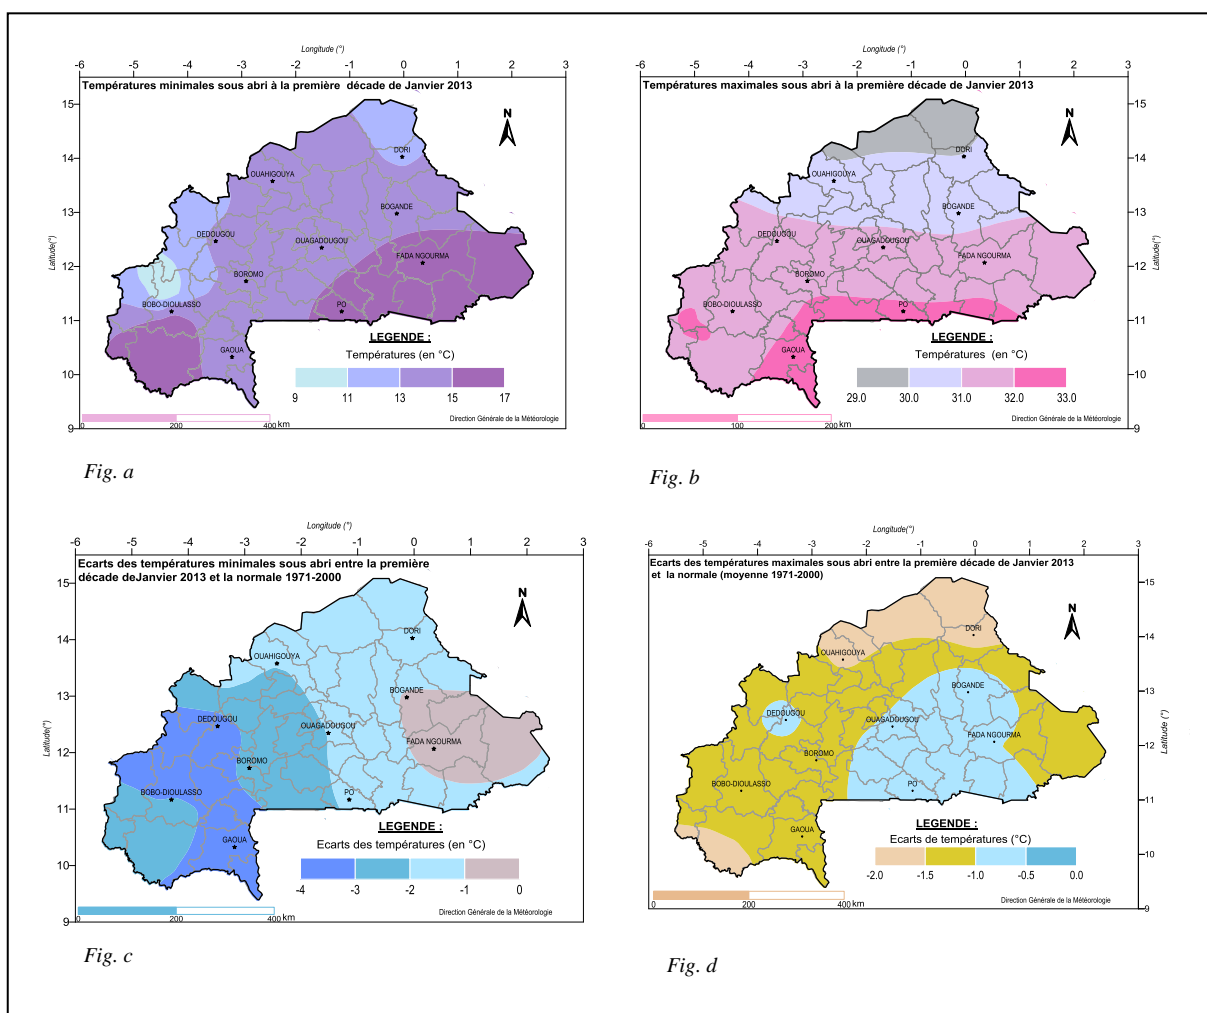 Longitude (°)
-6 -5 -4 -3 -2 -1 0 1 2 3
Températures minimales sous abri à la première décade de Janvier 2013
15
14
13
12
11
10
9
Latitude(°)
N
DORI
OUAHIGOUYA
BOGANDE
DEDOUGOU
OUAGADOUGOU
FADA NGOURMA
BOROMO
BOBO-DIOULASSO
PO
GAOUA
LEGENDE :
Températures (en °C)
9 11 13 15 17
0 200 400 km
Direction Générale de la Météorologie
Fig. a
Longitude (°)
-6 -5 -4 -3 -2 -1 0 1 2 3
Températures maximales sous abri à la première décade de Janvier 2013
15
14
13
12
11
10
9
Latitude(°)
N
DORI
OUAHIGOUYA
BOGANDE
DEDOUGOU
OUAGADOUGOU
FADA NGOURMA
BOROMO
BOBO-DIOULASSO
PO
GAOUA
LEGENDE :
Températures (en °C)
29.0 30.0 31.0 32.0 33.0
0 100 200 km
Direction Générale de la Météorologie
Fig. b
Longitude (°)
-6 -5 -4 -3 -2 -1 0 1 2 3
Ecarts des températures minimales sous abri entre la première
décade deJanvier 2013 et la normale 1971-2000
15
14
13
12
11
10
9
Latitude(°)
N
DORI
OUAHIGOUYA
BOGANDE
DEDOUGOU
OUAGADOUGOU
FADA NGOURMA
BOROMO
BOBO-DIOULASSO
PO
GAOUA
LEGENDE :
Ecarts des températures (en °C)
-4 -3 -2 -1 0
0 200 400 km
Direction Générale de la Météorologie
Fig. c
Longitude(°)
-6 -5 -4 -3 -2 -1 0 1 2 3
Ecarts des températures maximales sous abri entre la première décade de Janvier 2013
et la normale (moyenne 1971-2000)
15
14
13
12
11
10
9
Latitude (°)
N
DORI
OUAHIGOUYA
BOGANDE
DEDOUGOU
OUAGADOUGOU
FADA NGOURMA
BOROMO
BOBO-DIOULASSO
PO
GAOUA
LEGENDE :
Ecarts de températures (°C)
-2.0 -1.5 -1.0 -0.5 0.0
0 200 400 km
Direction Générale de la Météorologie
Fig. d